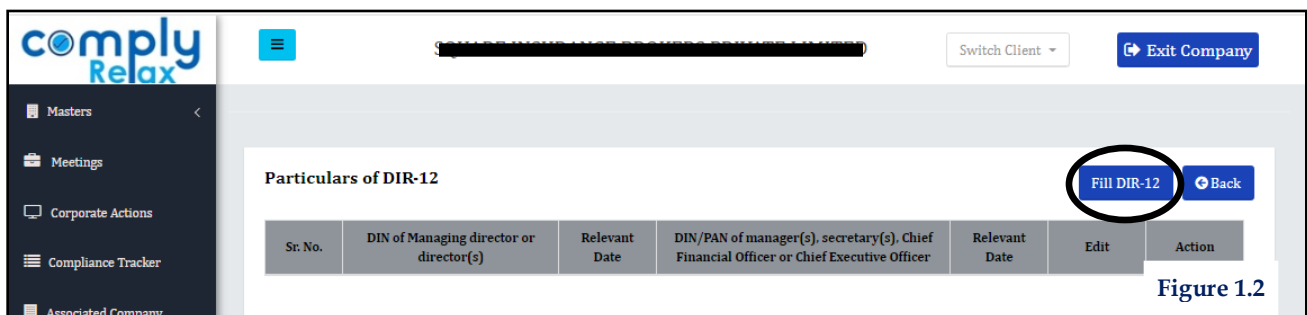 comply
Relax
Switch Client
Exit Company
Masters
Meetings
Particulars of DIR-12
Fill DIR-12
Back
Corporate Actions
Sr. No.
DIN of Managing director or
director(s)
Relevant
Date
DIN/PAN of manager(s), secretary(s), Chief
Financial Officer or Chief Executive Officer
Relevant
Date
Edit
Action
Compliance Tracker
Figure 1.2
Associated Company